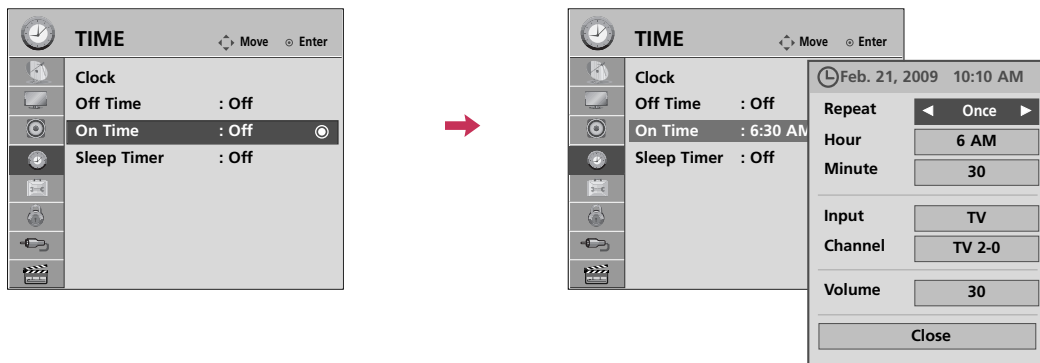 TIME Move Enter
Clock
Off Time : Off
On Time : Off
Sleep Timer : Off
TIME Move Enter
Clock
Off Time : Off
On Time : 6:30 AM
Sleep Timer : Off
Feb. 21, 2009 10:10 AM
Repeat ◄ Once ►
Hour 6 AM
Minute 30
Input TV
Channel TV 2-0
Volume 30
Close